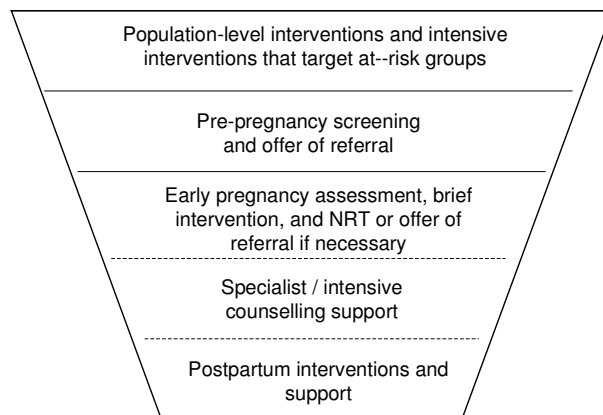 Population-level interventions and intensive
interventions that target at--risk groups
Pre-pregnancy screening
and offer of referral
Early pregnancy assessment, brief
intervention, and NRT or offer of
referral if necessary
Specialist / intensive
counselling support
Postpartum interventions and
support